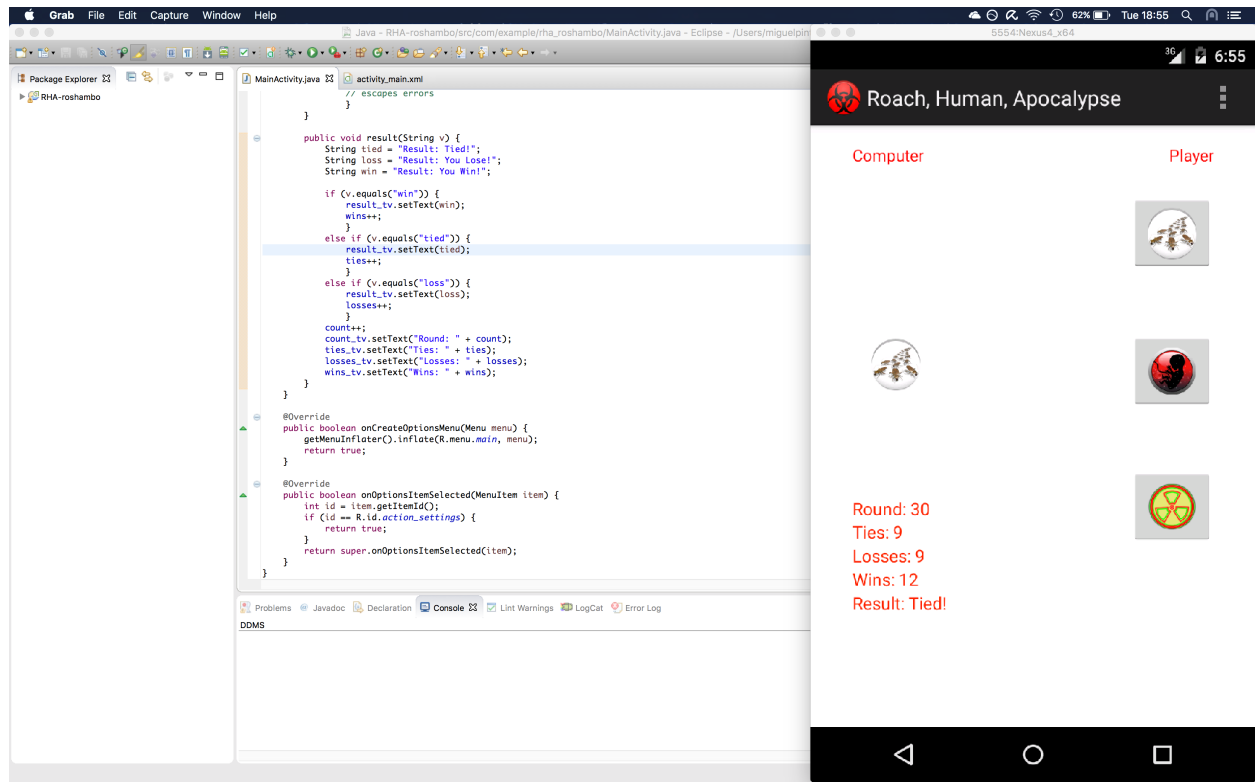 Grab File Edit Capture Window Help 62% Tue 18:55
Java - RHA-roshambo/src/com/example/rha_roshambo/MainActivity.java - Eclipse - /Users/miguelpin
5554:Nexus4_x64
Package Explorer
RHA-roshambo
MainActivity.java activity_main.xml
// escapes errors
}
}
public void result(String v) {
String tied = "Result: Tied!";
String loss = "Result: You Lose!";
String win = "Result: You Win!";
if (v.equals("win")) {
result_tv.setText(win);
wins++;
}
else if (v.equals("tied")) {
result_tv.setText(tied);
ties++;
}
else if (v.equals("loss")) {
result_tv.setText(loss);
losses++;
}
count++;
count_tv.setText("Round: " + count);
ties_tv.setText("Ties: " + ties);
losses_tv.setText("Losses: " + losses);
wins_tv.setText("Wins: " + wins);
}
}
@Override
public boolean onCreateOptionsMenu(Menu menu) {
getMenuInflater().inflate(R.menu.main, menu);
return true;
}
@Override
public boolean onOptionsItemSelected(MenuItem item) {
int id = item.getItemId();
if (id == R.id.action_settings) {
return true;
}
return super.onOptionsItemSelected(item);
}
}
Problems Javadoc Declaration Console Lint Warnings LogCat Error Log
DDMS
3G 6:55
Roach, Human, Apocalypse
Computer Player
Round: 30
Ties: 9
Losses: 9
Wins: 12
Result: Tied!